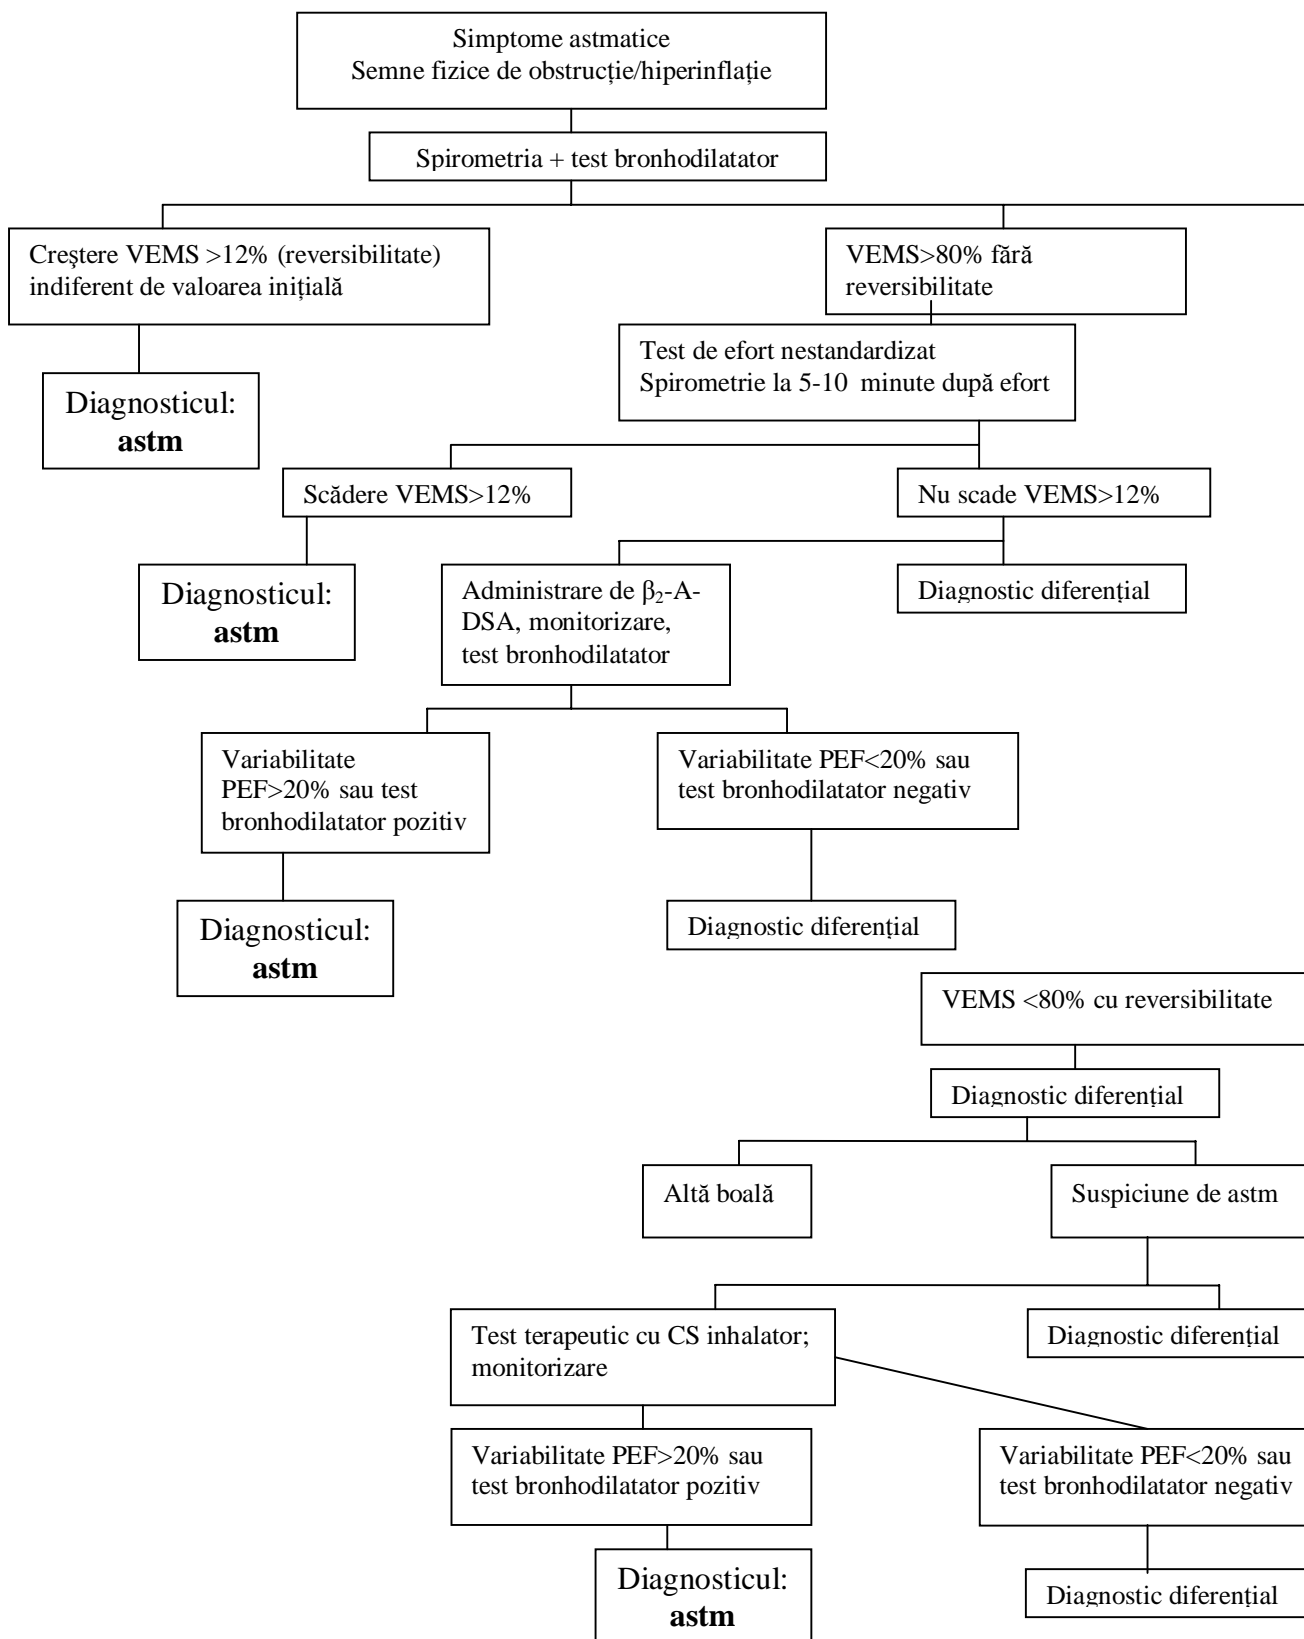 Simptome astmatice
Semne fizice de obstrucție/hiperinflație
Spirometria + test bronhodilatator
Creştere VEMS >12% (reversibilitate)
indiferent de valoarea inițială
VEMS>80% fără
reversibilitate
Test de efort nestandardizat
Spirometrie la 5-10 minute după efort
Diagnosticul:
astm
Scădere VEMS>12%
Nu scade VEMS>12%
Diagnosticul:
astm
Administrare de β₂-A-
DSA, monitorizare,
test bronhodilatator
Diagnostic diferențial
Variabilitate
PEF>20% sau test
bronhodilatator pozitiv
Variabilitate PEF<20% sau
test bronhodilatator negativ
Diagnosticul:
astm
Diagnostic diferențial
VEMS <80% cu reversibilitate
Diagnostic diferențial
Altă boală
Suspiciune de astm
Test terapeutic cu CS inhalator;
monitorizare
Diagnostic diferențial
Variabilitate PEF>20% sau
test bronhodilatator pozitiv
Variabilitate PEF<20% sau
test bronhodilatator negativ
Diagnosticul:
astm
Diagnostic diferențial